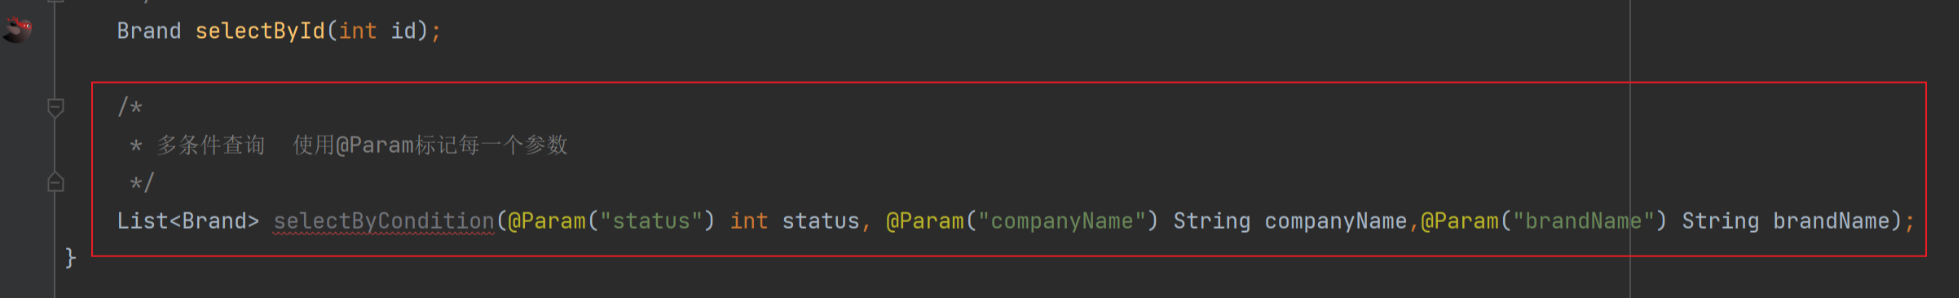 Brand selectById(int id);
/*
* 多条件查询  使用@Param标记每一个参数
*/
List<Brand> selectByCondition(@Param("status") int status, @Param("companyName") String companyName,@Param("brandName") String brandName);
}